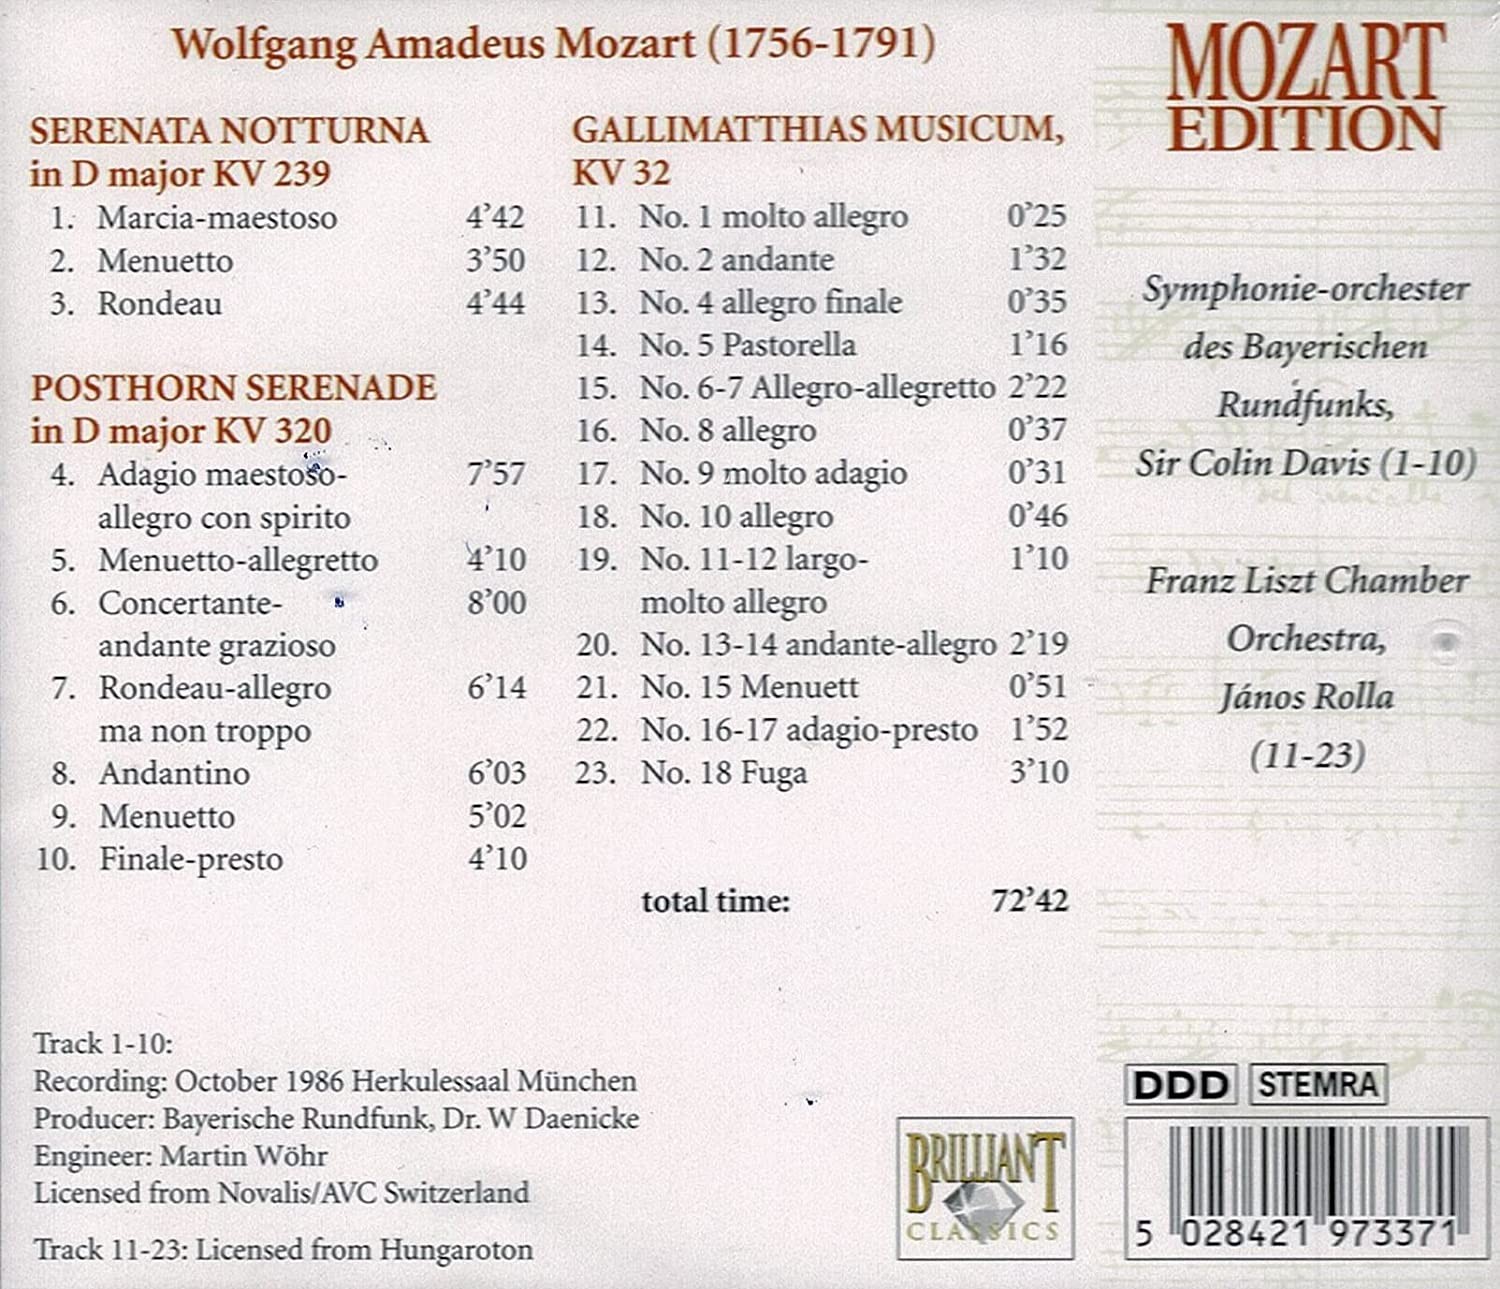 Wolfgang Amadeus Mozart (1756-1791)
SERENATA NOTTURNA
in D major KV 239
1. Marcia-maestoso 4’42
2. Menuetto 3’50
3. Rondeau 4’44
POSTHORN SERENADE
in D major KV 320
4. Adagio maestoso- 7’57
allegro con spirito
5. Menuetto-allegretto 4’10
6. Concertante- 8’00
andante grazioso
7. Rondeau-allegro 6’14
ma non troppo
8. Andantino 6’03
9. Menuetto 5’02
10. Finale-presto 4’10
GALLIMATTHIAS MUSICUM,
KV 32
11. No. 1 molto allegro 0’25
12. No. 2 andante 1’32
13. No. 4 allegro finale 0’35
14. No. 5 Pastorella 1’16
15. No. 6-7 Allegro-allegretto 2’22
16. No. 8 allegro 0’37
17. No. 9 molto adagio 0’31
18. No. 10 allegro 0’46
19. No. 11-12 largo- 1’10
molto allegro
20. No. 13-14 andante-allegro 2’19
21. No. 15 Menuett 0’51
22. No. 16-17 adagio-presto 1’52
23. No. 18 Fuga 3’10
total time: 72’42
Track 1-10:
Recording: October 1986 Herkulessaal München
Producer: Bayerische Rundfunk, Dr. W Daenicke
Engineer: Martin Wöhr
Licensed from Novalis/AVC Switzerland
Track 11-23: Licensed from Hungaroton
BRILLIANT
CLASSICS
MOZART
EDITION
Symphonie-orchester
des Bayerischen
Rundfunks,
Sir Colin Davis (1-10)
Franz Liszt Chamber
Orchestra,
János Rolla
(11-23)
DDD STEMRA
5 028421 973371